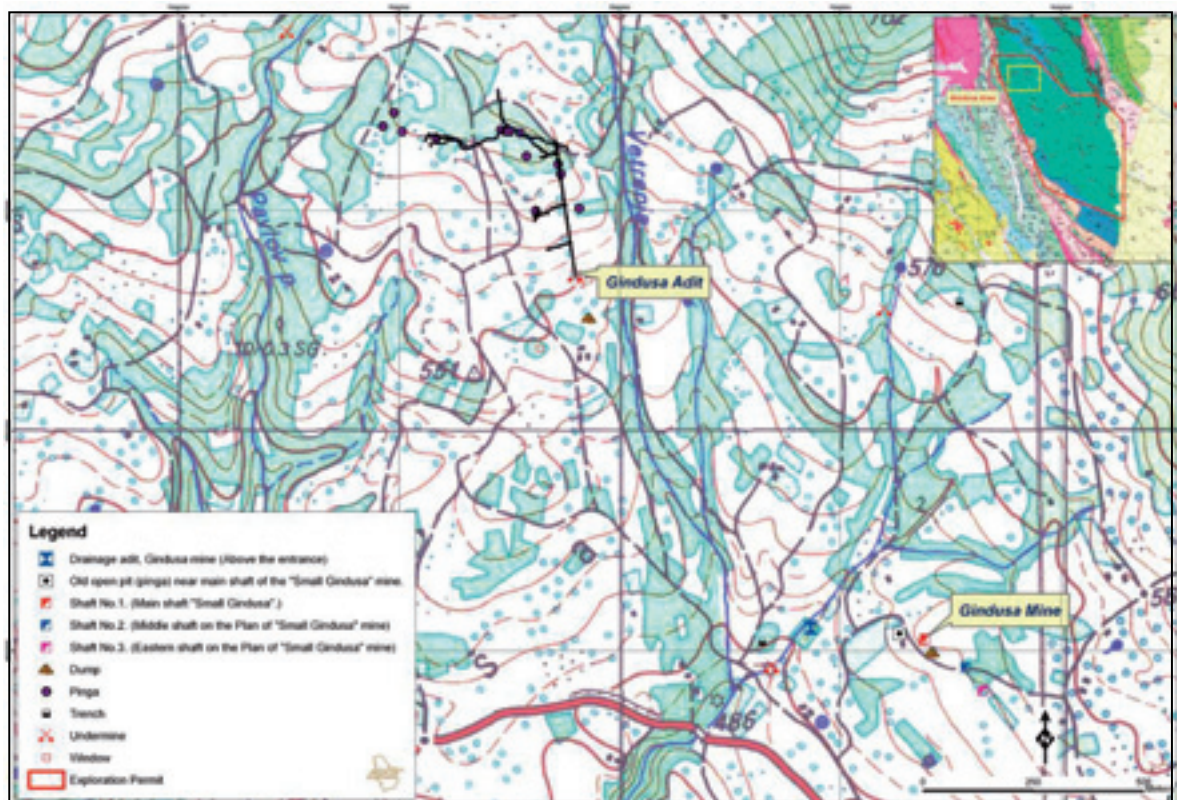 Gindusa Adit
551
576
Gindusa Mine
486
Legend
Drainage adit, Gindusa mine (Above the entrance)
Old open pit (pinga) near main shaft of the "Small Gindusa" mine.
Shaft No.1. (Main shaft "Small Gindusa".)
Shaft No.2. (Middle shaft on the Plan of "Small Gindusa" mine)
Shaft No.3. (Eastern shaft on the Plan of "Small Gindusa" mine)
Dump
Pinga
Trench
Undermine
Window
Exploration Permit
0
250